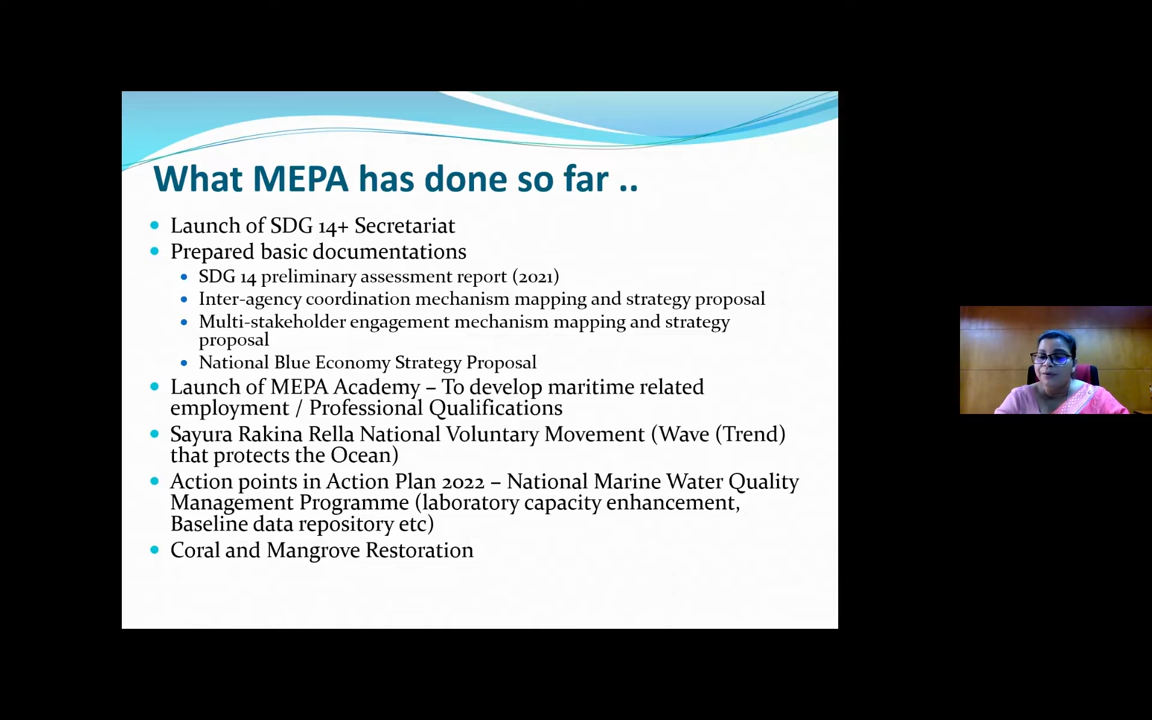 What MEPA has done so far ..
Launch of SDG 14+ Secretariat
Prepared basic documentations
SDG 14 preliminary assessment report (2021)
Inter-agency coordination mechanism mapping and strategy proposal
Multi-stakeholder engagement mechanism mapping and strategy
proposal
National Blue Economy Strategy Proposal
Launch of MEPA Academy – To develop maritime related
employment / Professional Qualifications
Sayura Rakina Rella National Voluntary Movement (Wave (Trend)
that protects the Ocean)
Action points in Action Plan 2022 – National Marine Water Quality
Management Programme (laboratory capacity enhancement,
Baseline data repository etc)
Coral and Mangrove Restoration